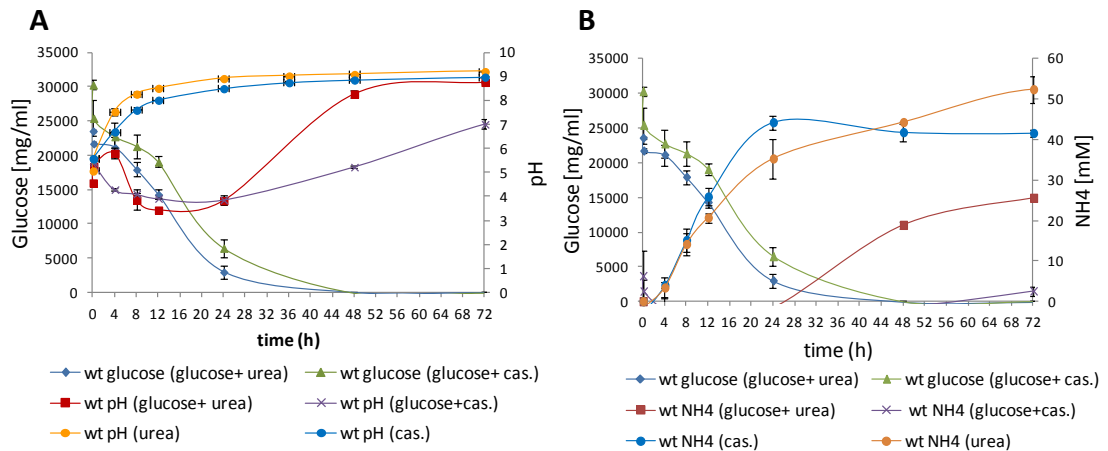 A
Glucose [mg/ml]
35000
30000
25000
20000
15000
10000
5000
0
10
9
8
7
6
5
4
3
2
1
0
pH
0 4 8 12 16 20 24 28 32 36 40 44 48 52 56 60 64 68 72
time (h)
wt glucose (glucose+ urea)
wt glucose (glucose+ cas.)
wt pH (glucose+ urea)
wt pH (glucose+cas.)
wt pH (urea)
wt pH (cas.)
B
Glucose [mg/ml]
35000
30000
25000
20000
15000
10000
5000
0
60
50
40
30
20
10
0
NH4 [mM]
0 4 8 12 16 20 24 28 32 36 40 44 48 52 56 60 64 68 72
time (h)
wt glucose (glucose+ urea)
wt glucose (glucose+ cas.)
wt NH4 (glucose+ urea)
wt NH4 (glucose+cas.)
wt NH4 (cas.)
wt NH4 (urea)